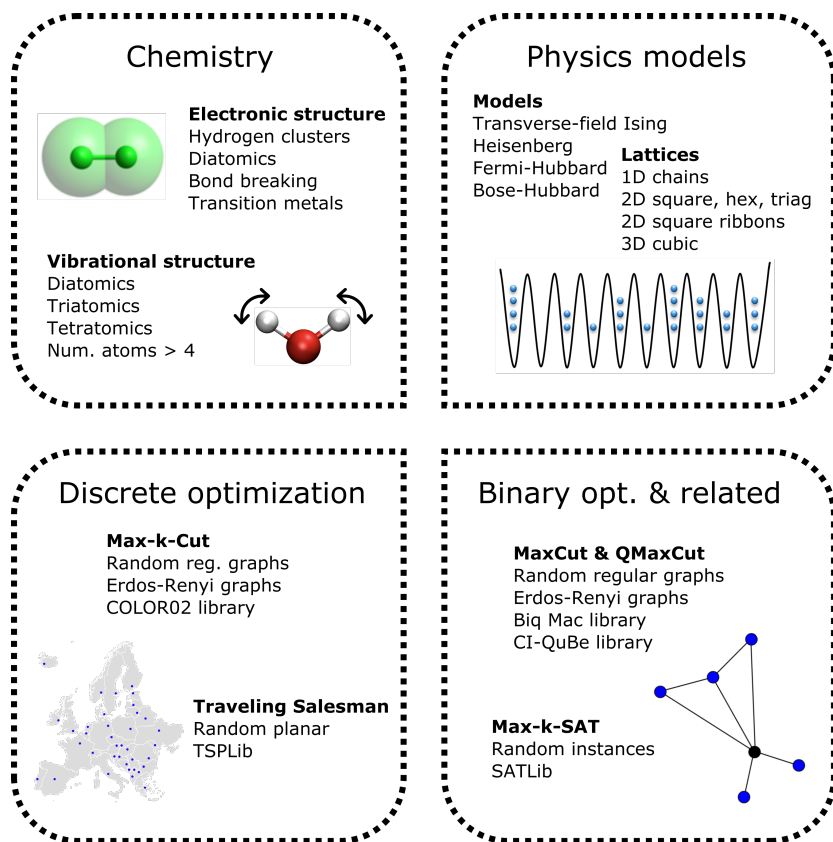 Chemistry
Electronic structure
Hydrogen clusters
Diatomics
Bond breaking
Transition metals
Vibrational structure
Diatomics
Triatomics
Tetratomics
Num. atoms > 4
Physics models
Models
Transverse-field Ising
Heisenberg
Fermi-Hubbard
Bose-Hubbard
Lattices
1D chains
2D square, hex, triag
2D square ribbons
3D cubic
Discrete optimization
Max-k-Cut
Random reg. graphs
Erdos-Renyi graphs
COLOR02 library
Traveling Salesman
Random planar
TSPLib
Binary opt. & related
MaxCut & QMaxCut
Random regular graphs
Erdos-Renyi graphs
Biq Mac library
CI-QuBe library
Max-k-SAT
Random instances
SATLib